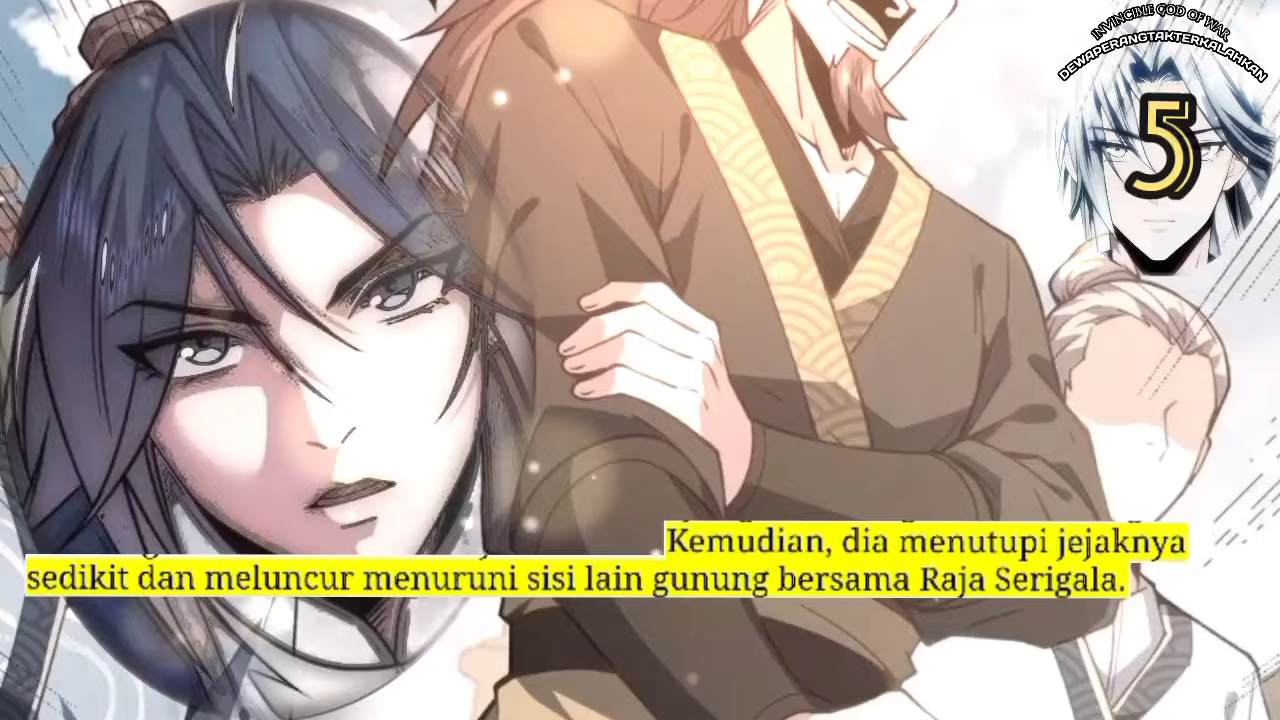 INVINCIBLE GOD OF WAR
DEWAPERANGTAKTERKALAHKAN
5
Kemudian, dia menutupi jejaknya
sedikit dan meluncur menuruni sisi lain gunung bersama Raja Serigala.